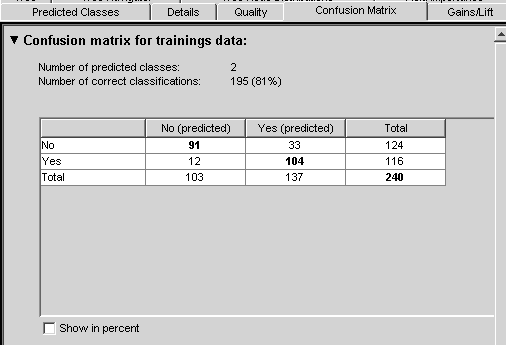 Predicted Classes Details Quality Confusion Matrix Gains/Lift
▼ Confusion matrix for trainings data:
Number of predicted classes: 2
Number of correct classifications: 195 (81%)
No (predicted) Yes (predicted) Total
No 91 33 124
Yes 12 104 116
Total 103 137 240
Show in percent